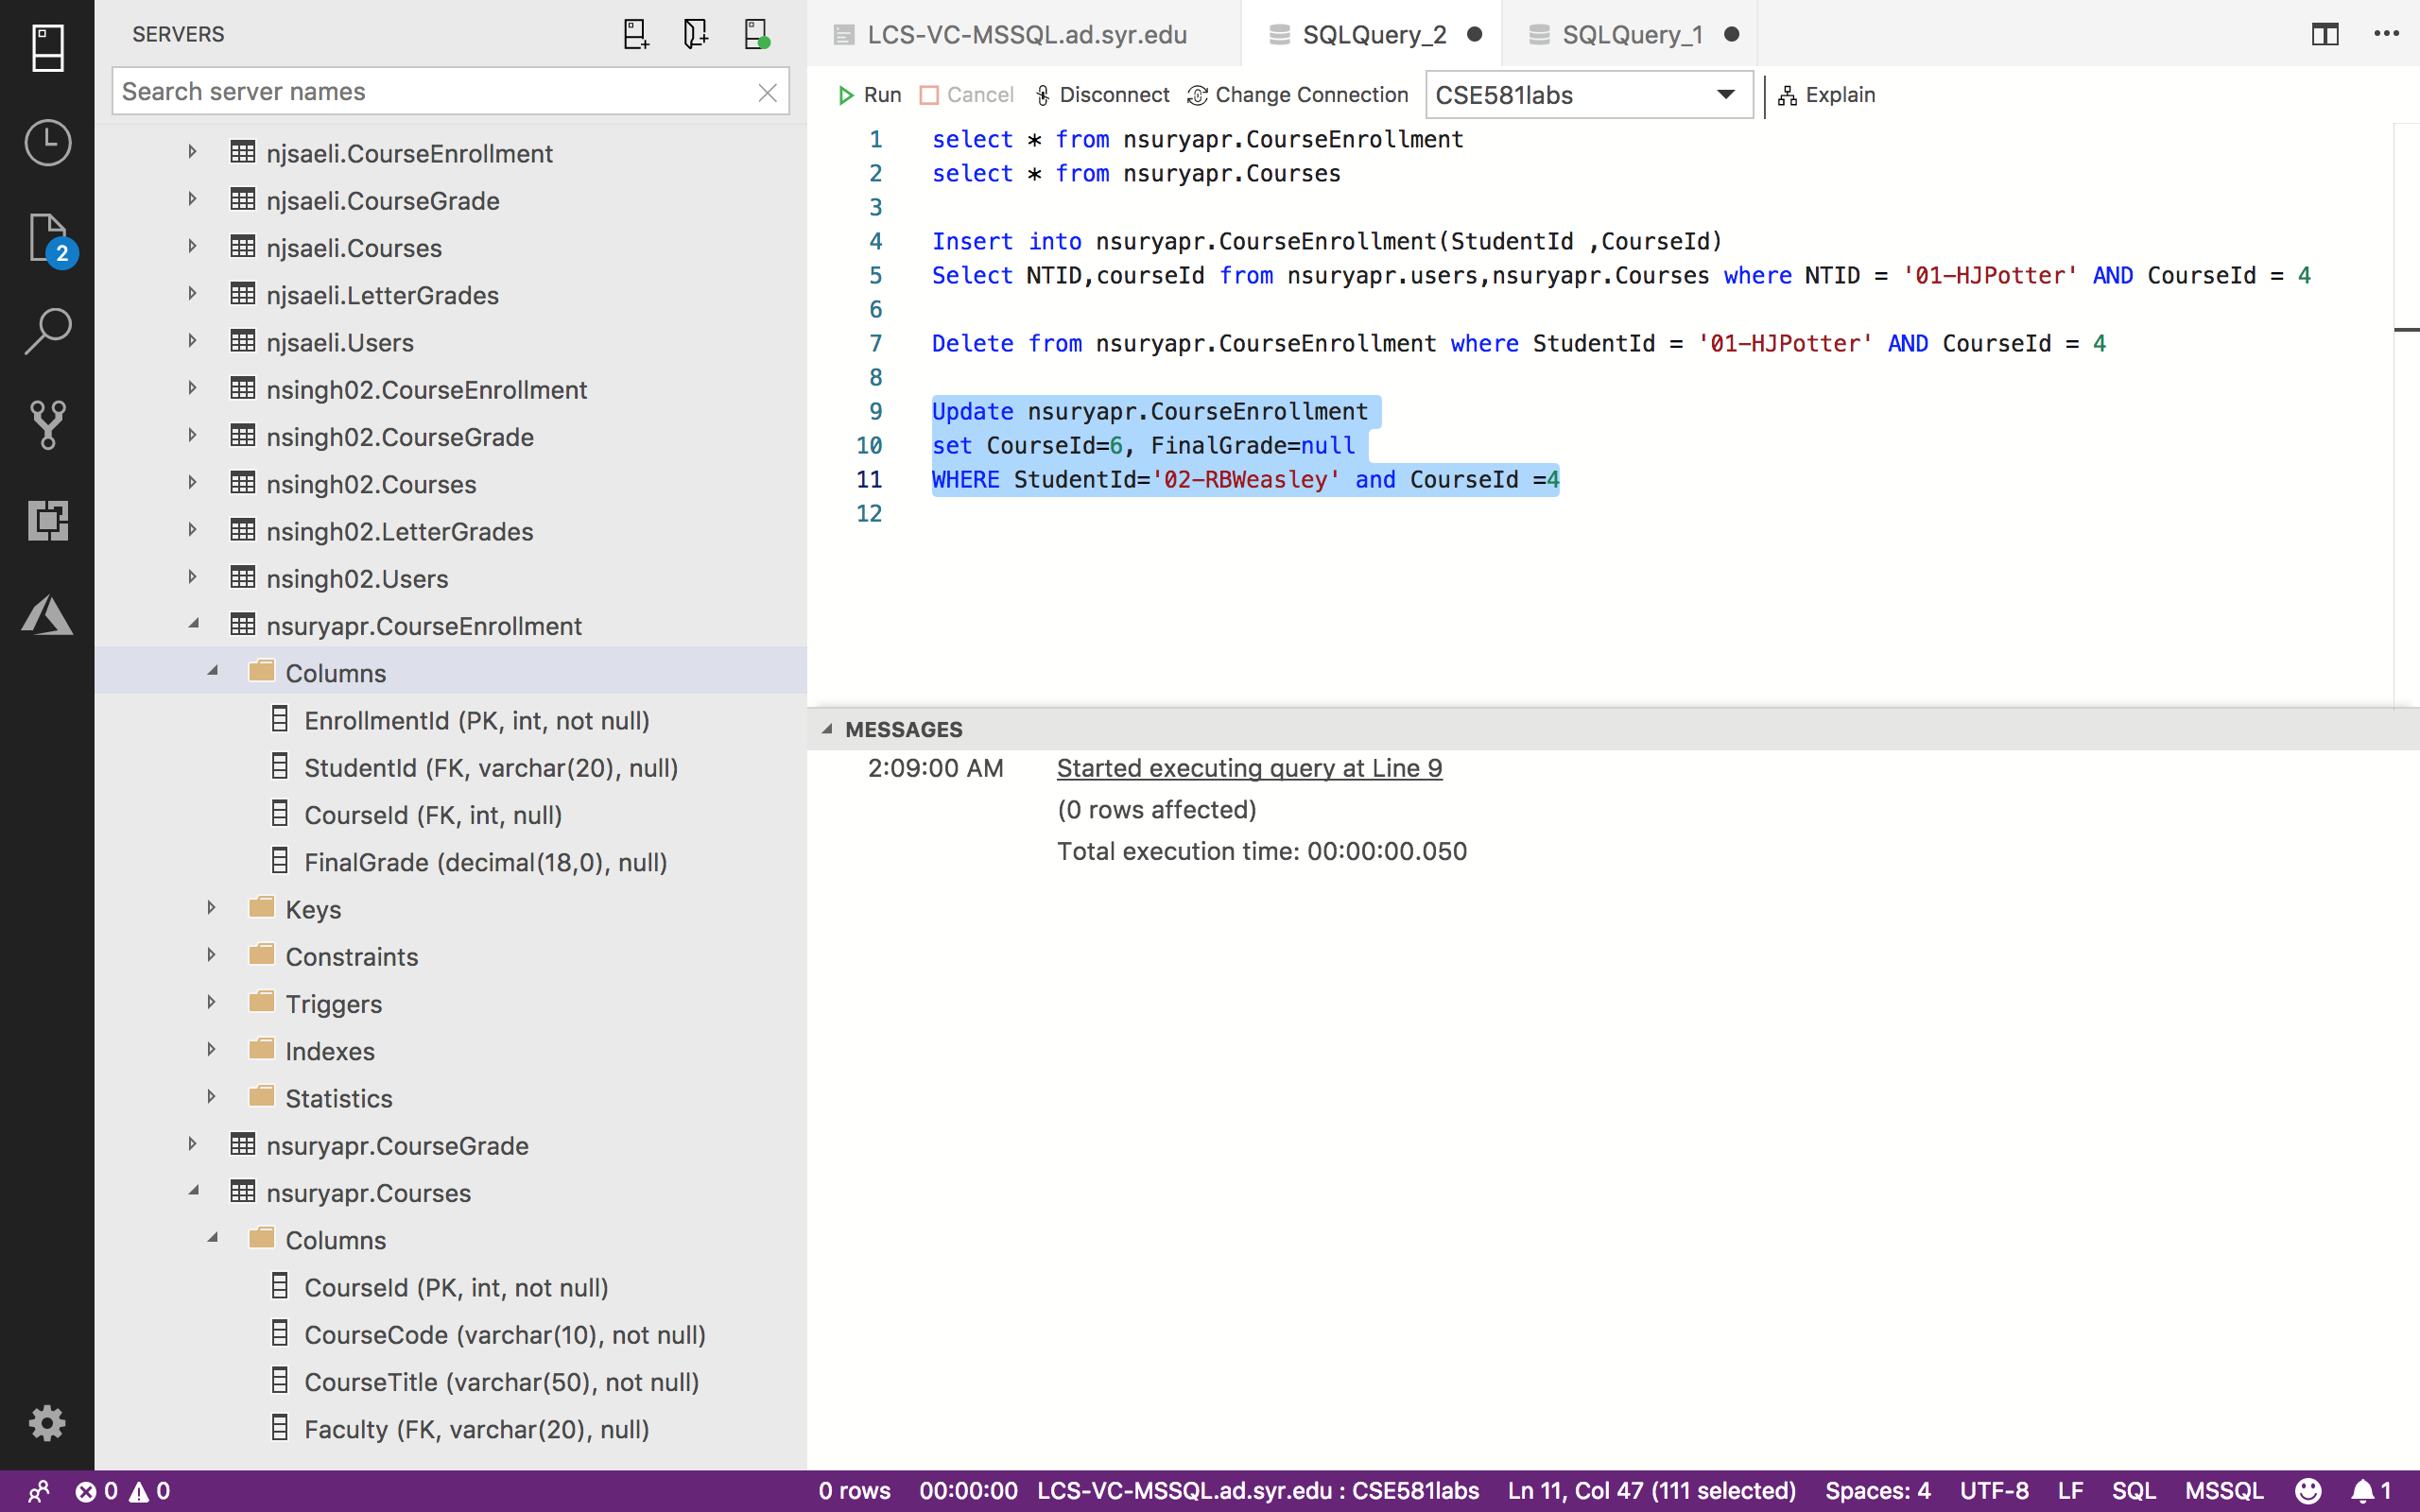 SERVERS
Search server names
2
njsaeli.CourseEnrollment
njsaeli.CourseGrade
njsaeli.Courses
njsaeli.LetterGrades
njsaeli.Users
nsingh02.CourseEnrollment
nsingh02.CourseGrade
nsingh02.Courses
nsingh02.LetterGrades
nsingh02.Users
nsuryapr.CourseEnrollment
Columns
EnrollmentId (PK, int, not null)
StudentId (FK, varchar(20), null)
CourseId (FK, int, null)
FinalGrade (decimal(18,0), null)
Keys
Constraints
Triggers
Indexes
Statistics
nsuryapr.CourseGrade
nsuryapr.Courses
Columns
CourseId (PK, int, not null)
CourseCode (varchar(10), not null)
CourseTitle (varchar(50), not null)
Faculty (FK, varchar(20), null)
LCS-VC-MSSQL.ad.syr.edu SQLQuery_2 SQLQuery_1
Run Cancel Disconnect Change Connection CSE581labs Explain
1 select * from nsuryapr.CourseEnrollment
2 select * from nsuryapr.Courses
3
4 Insert into nsuryapr.CourseEnrollment(StudentId ,CourseId)
5 Select NTID,courseId from nsuryapr.users,nsuryapr.Courses where NTID = '01-HJPotter' AND CourseId = 4
6
7 Delete from nsuryapr.CourseEnrollment where StudentId = '01-HJPotter' AND CourseId = 4
8
9 Update nsuryapr.CourseEnrollment
10 set CourseId=6, FinalGrade=null
11 WHERE StudentId='02-RBWeasley' and CourseId =4
12
MESSAGES
2:09:00 AM Started executing query at Line 9
(0 rows affected)
Total execution time: 00:00:00.050
0 0 0 rows 00:00:00 LCS-VC-MSSQL.ad.syr.edu : CSE581labs Ln 11, Col 47 (111 selected) Spaces: 4 UTF-8 LF SQL MSSQL 1